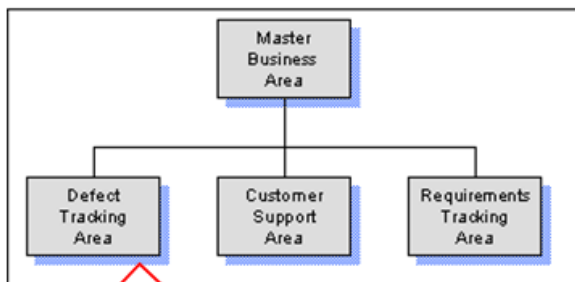 Master
Business
Area
Defect
Tracking
Area
Customer
Support
Area
Requirements
Tracking
Area